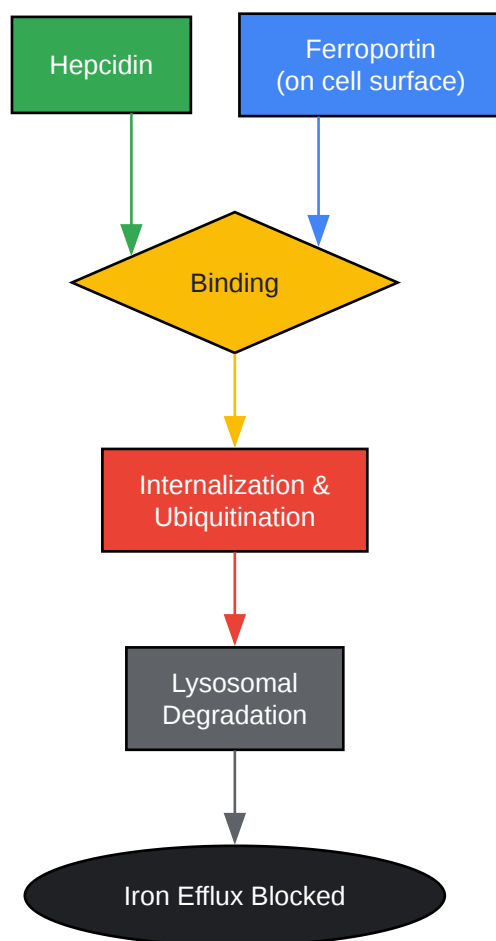 Hepcidin
Ferroportin
(on cell surface)
Binding
Internalization &
Ubiquitination
Lysosomal
Degradation
Iron Efflux Blocked